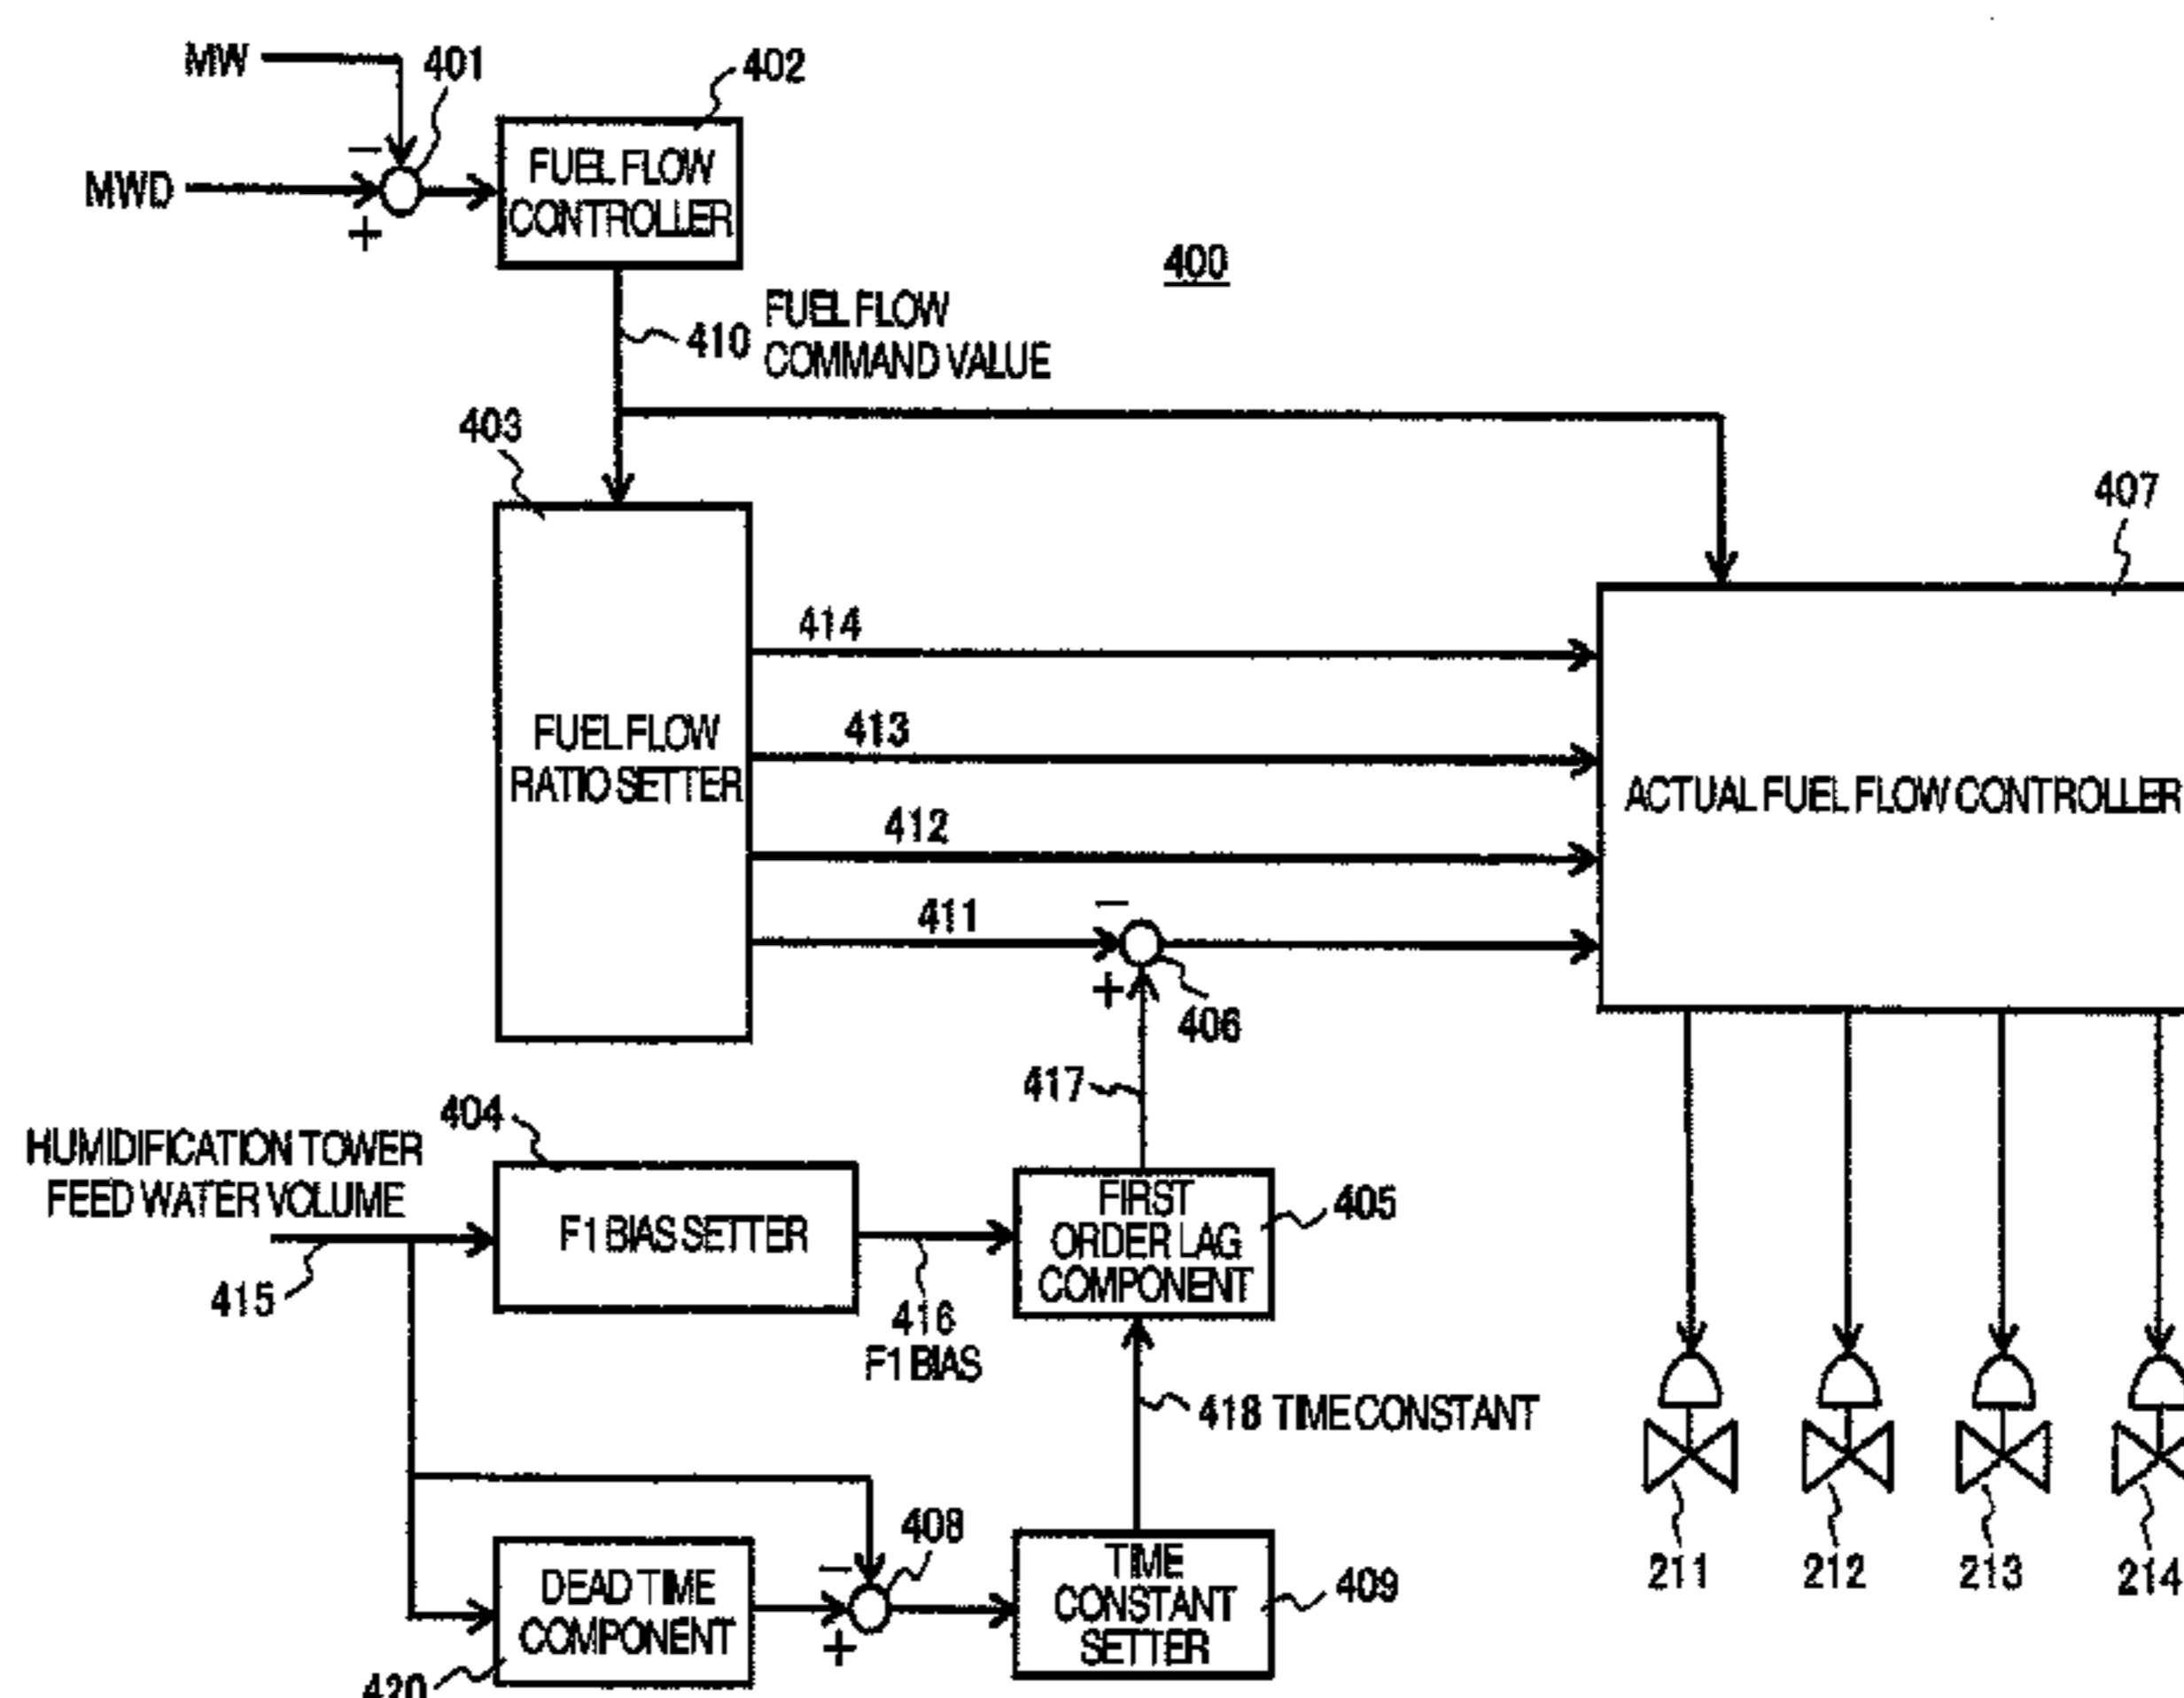 MW
401
402
MWD
−
+
FUEL FLOW
CONTROLLER
400
410
FUEL FLOW
COMMAND VALUE
403
407
414
413
412
411
FUEL FLOW
RATIO SETTER
ACTUAL FUEL FLOW CONTROLLER
−
+
406
417
404
HUMIDIFICATION TOWER
FEED WATER VOLUME
415
F1 BIAS SETTER
416
F1 BIAS
FIRST
ORDER LAG
COMPONENT
405
418 TIME CONSTANT
408
−
+
DEAD TIME
COMPONENT
420
TIME
CONSTANT
SETTER
409
211
212
213
214